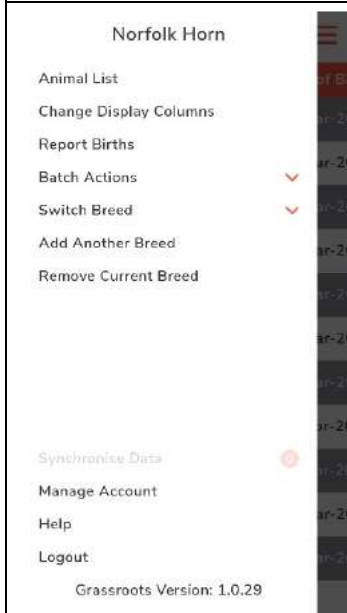 Norfolk Horn
Animal List
Change Display Columns
Report Births
Batch Actions
Switch Breed
Add Another Breed
Remove Current Breed
Synchronise Data
Manage Account
Help
Logout
Grassroots Version: 1.0.29